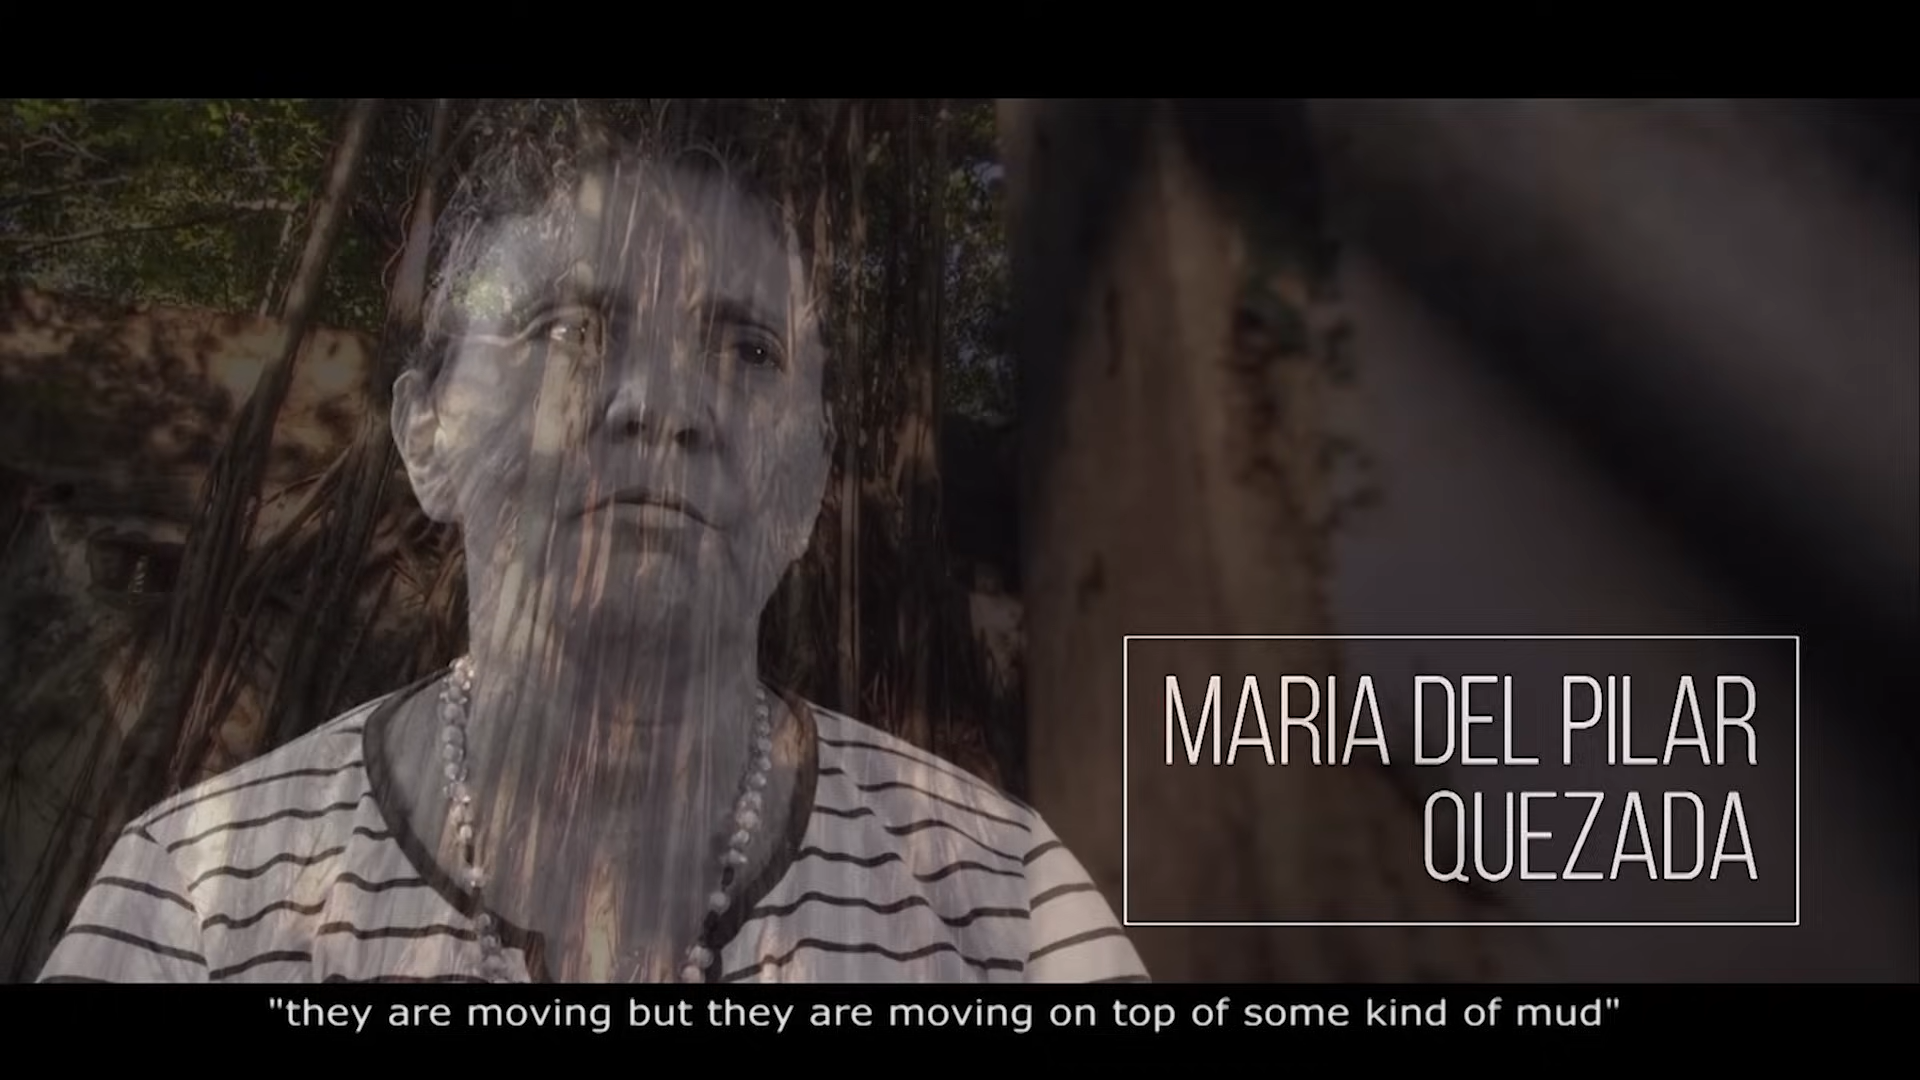 MARIA DEL PILAR
QUEZADA
"they are moving but they are moving on top of some kind of mud"